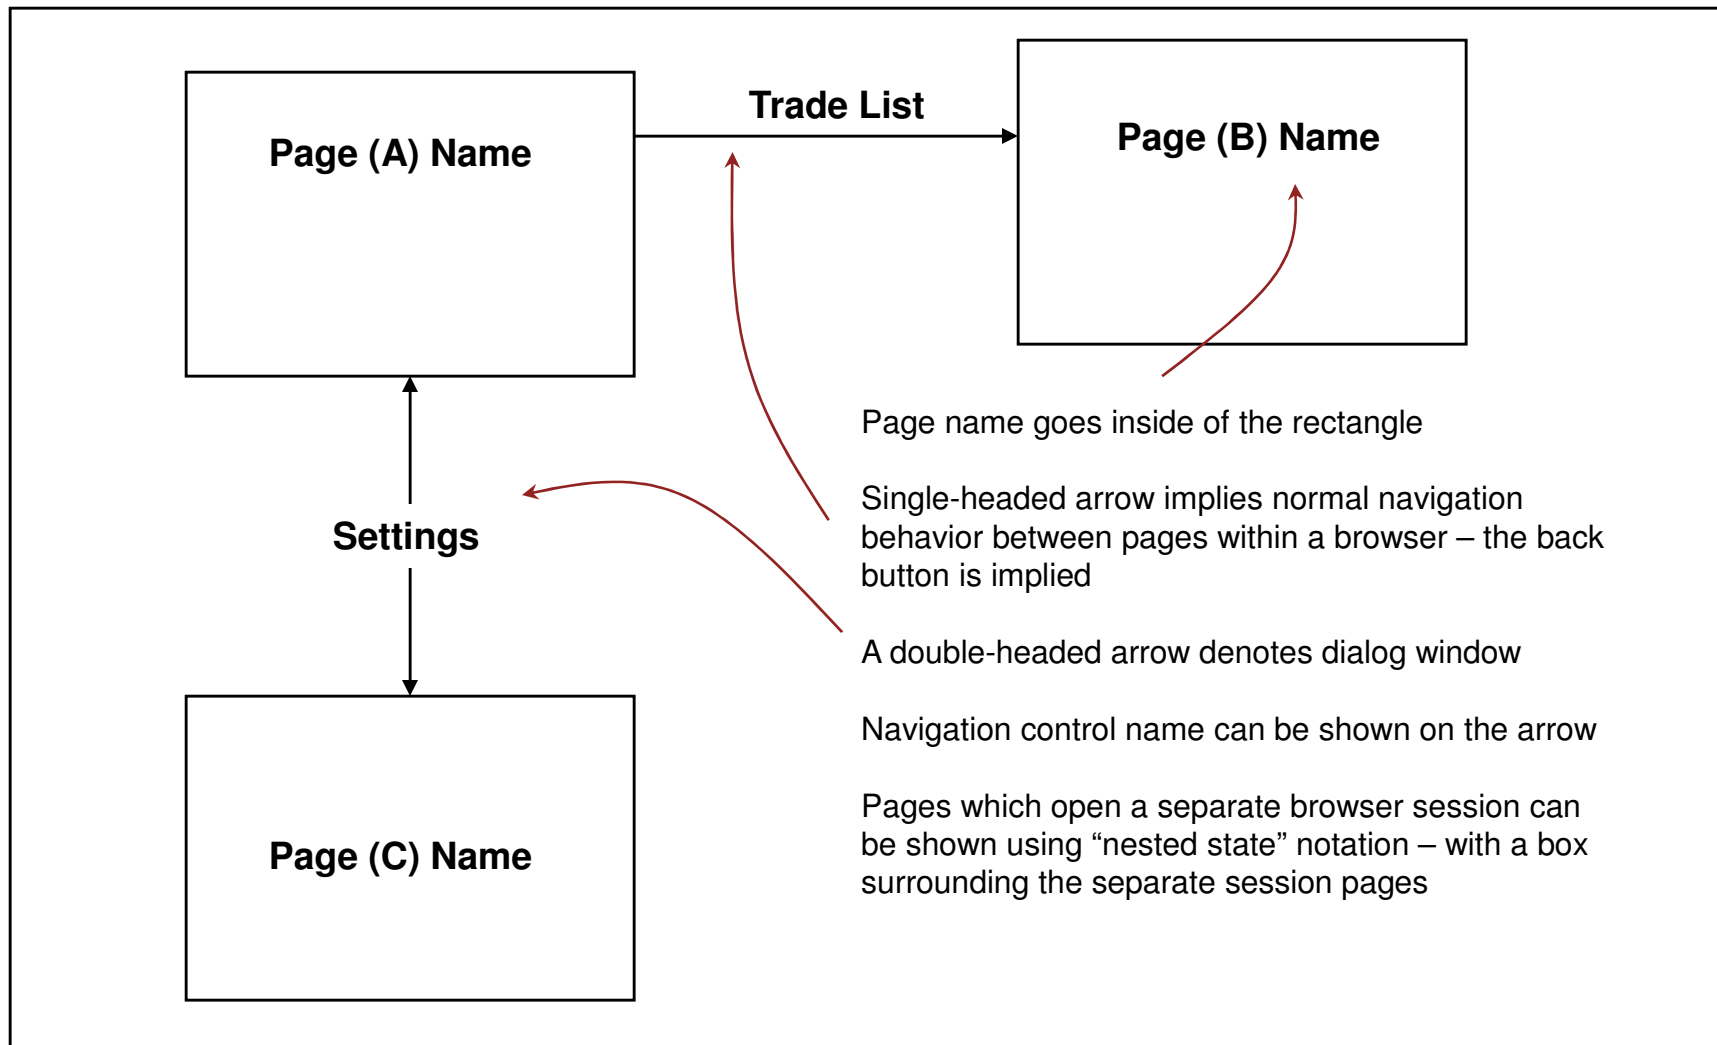 Trade List
Page (A) Name
Page (B) Name
Page name goes inside of the rectangle
Single-headed arrow implies normal navigation
behavior between pages within a browser – the back
button is implied
Settings
A double-headed arrow denotes dialog window
Navigation control name can be shown on the arrow
Pages which open a separate browser session can
be shown using “nested state” notation – with a box
surrounding the separate session pages
Page (C) Name